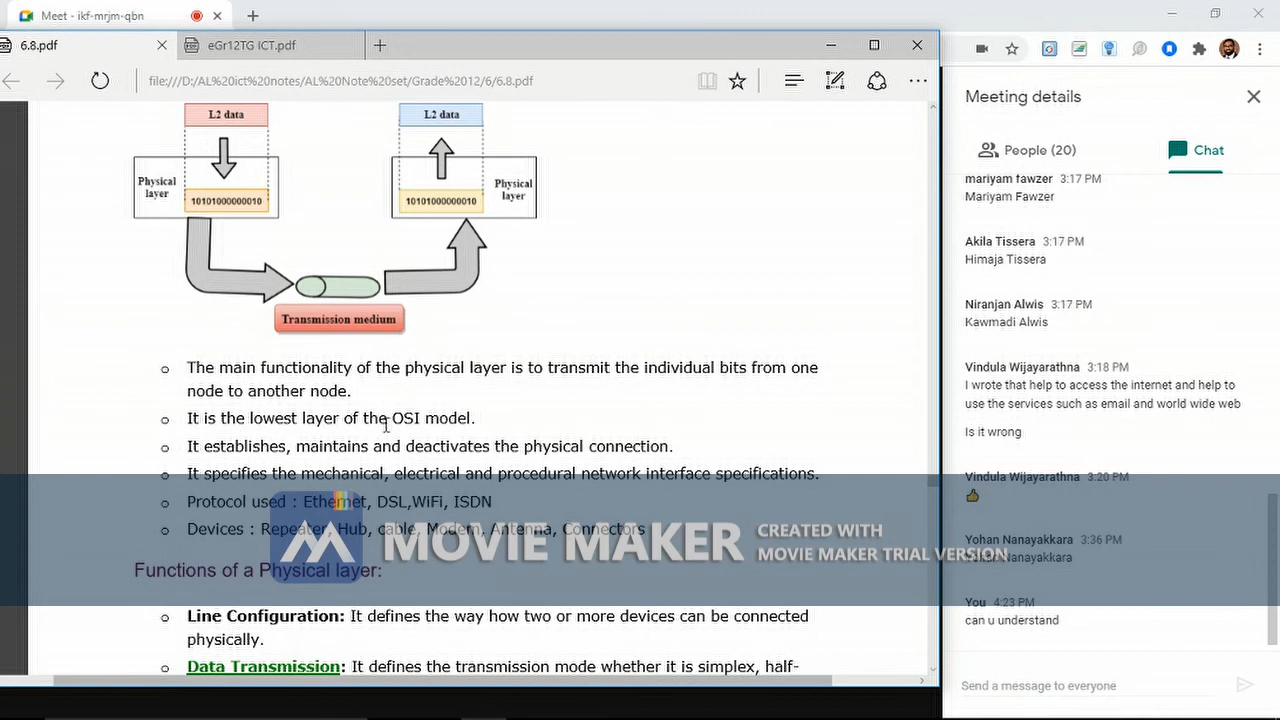 Meet - ikf-mrjm-qbn
6.8.pdf
eGr12TG ICT.pdf
file:///D:/AL%20ict%20notes/AL%20Note%20set/Grade%2012/6/6.8.pdf
L2 data
L2 data
Physical layer
10101000000010
10101000000010
Physical layer
Transmission medium
The main functionality of the physical layer is to transmit the individual bits from one
node to another node.
It is the lowest layer of the OSI model.
It establishes, maintains and deactivates the physical connection.
It specifies the mechanical, electrical and procedural network interface specifications.
Protocol used : Ethernet, DSL,WiFi, ISDN
Devices : Repeater, Hub, cable, Modem, Antenna, Connectors
Functions of a Physical layer:
Line Configuration: It defines the way how two or more devices can be connected
physically.
Data Transmission: It defines the transmission mode whether it is simplex, half-
MOVIE MAKER
CREATED WITH
MOVIE MAKER TRIAL VERSION
Meeting details
People (20)
Chat
mariyam fawzer 3:17 PM
Mariyam Fawzer
Akila Tissera 3:17 PM
Himaja Tissera
Niranjan Alwis 3:17 PM
Kawmadi Alwis
Vindula Wijayarathna 3:18 PM
I wrote that help to access the internet and help to
use the services such as email and world wide web
Is it wrong
Vindula Wijayarathna 3:20 PM
Yohan Nanayakkara 3:36 PM
Yohan Nanayakkara
You 4:23 PM
can u understand
Send a message to everyone